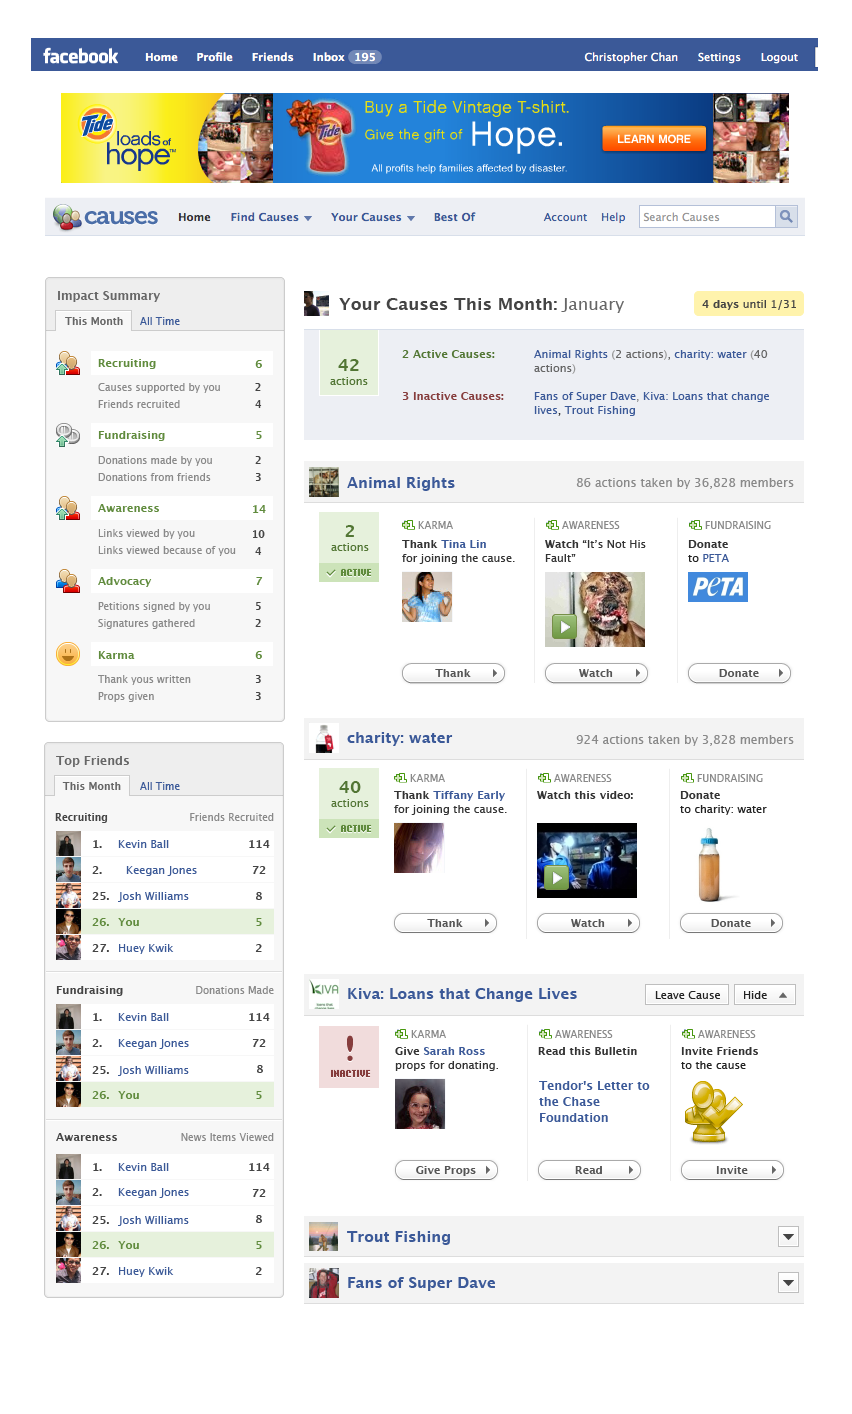 facebook Home Profile Friends Inbox 195 Christopher Chan Settings Logout
Tide loads of hope™
Buy a Tide Vintage T-shirt.
Give the gift of Hope.
All profits help families affected by disaster.
LEARN MORE
causes Home Find Causes Your Causes Best Of Account Help Search Causes
Impact Summary
This Month All Time
Recruiting 6
Causes supported by you 2
Friends recruited 4
Fundraising 5
Donations made by you 2
Donations from friends 3
Awareness 14
Links viewed by you 10
Links viewed because of you 4
Advocacy 7
Petitions signed by you 5
Signatures gathered 2
Karma 6
Thank yous written 3
Props given 3
Top Friends
This Month All Time
Recruiting Friends Recruited
1. Kevin Ball 114
2. Keegan Jones 72
25. Josh Williams 8
26. You 5
27. Huey Kwik 2
Fundraising Donations Made
1. Kevin Ball 114
2. Keegan Jones 72
25. Josh Williams 8
26. You 5
Awareness News Items Viewed
1. Kevin Ball 114
2. Keegan Jones 72
25. Josh Williams 8
26. You 5
27. Huey Kwik 2
Your Causes This Month: January
4 days until 1/31
42
actions
2 Active Causes:
Animal Rights (2 actions), charity: water (40
actions)
3 Inactive Causes:
Fans of Super Dave, Kiva: Loans that change
lives, Trout Fishing
Animal Rights 86 actions taken by 36,828 members
2
actions
ACTIVE
KARMA
Thank Tina Lin
for joining the cause.
Thank
AWARENESS
Watch “It’s Not His
Fault”
Watch
FUNDRAISING
Donate
to PETA
PeTA
Donate
charity: water 924 actions taken by 3,828 members
40
actions
ACTIVE
KARMA
Thank Tiffany Early
for joining the cause.
Thank
AWARENESS
Watch this video:
Watch
FUNDRAISING
Donate
to charity: water
Donate
KIVA
Kiva: Loans that Change Lives Leave Cause Hide
!
INACTIVE
KARMA
Give Sarah Ross
props for donating.
Give Props
AWARENESS
Read this Bulletin
Tendor's Letter to
the Chase
Foundation
Read
AWARENESS
Invite Friends
to the cause
Invite
Trout Fishing
Fans of Super Dave